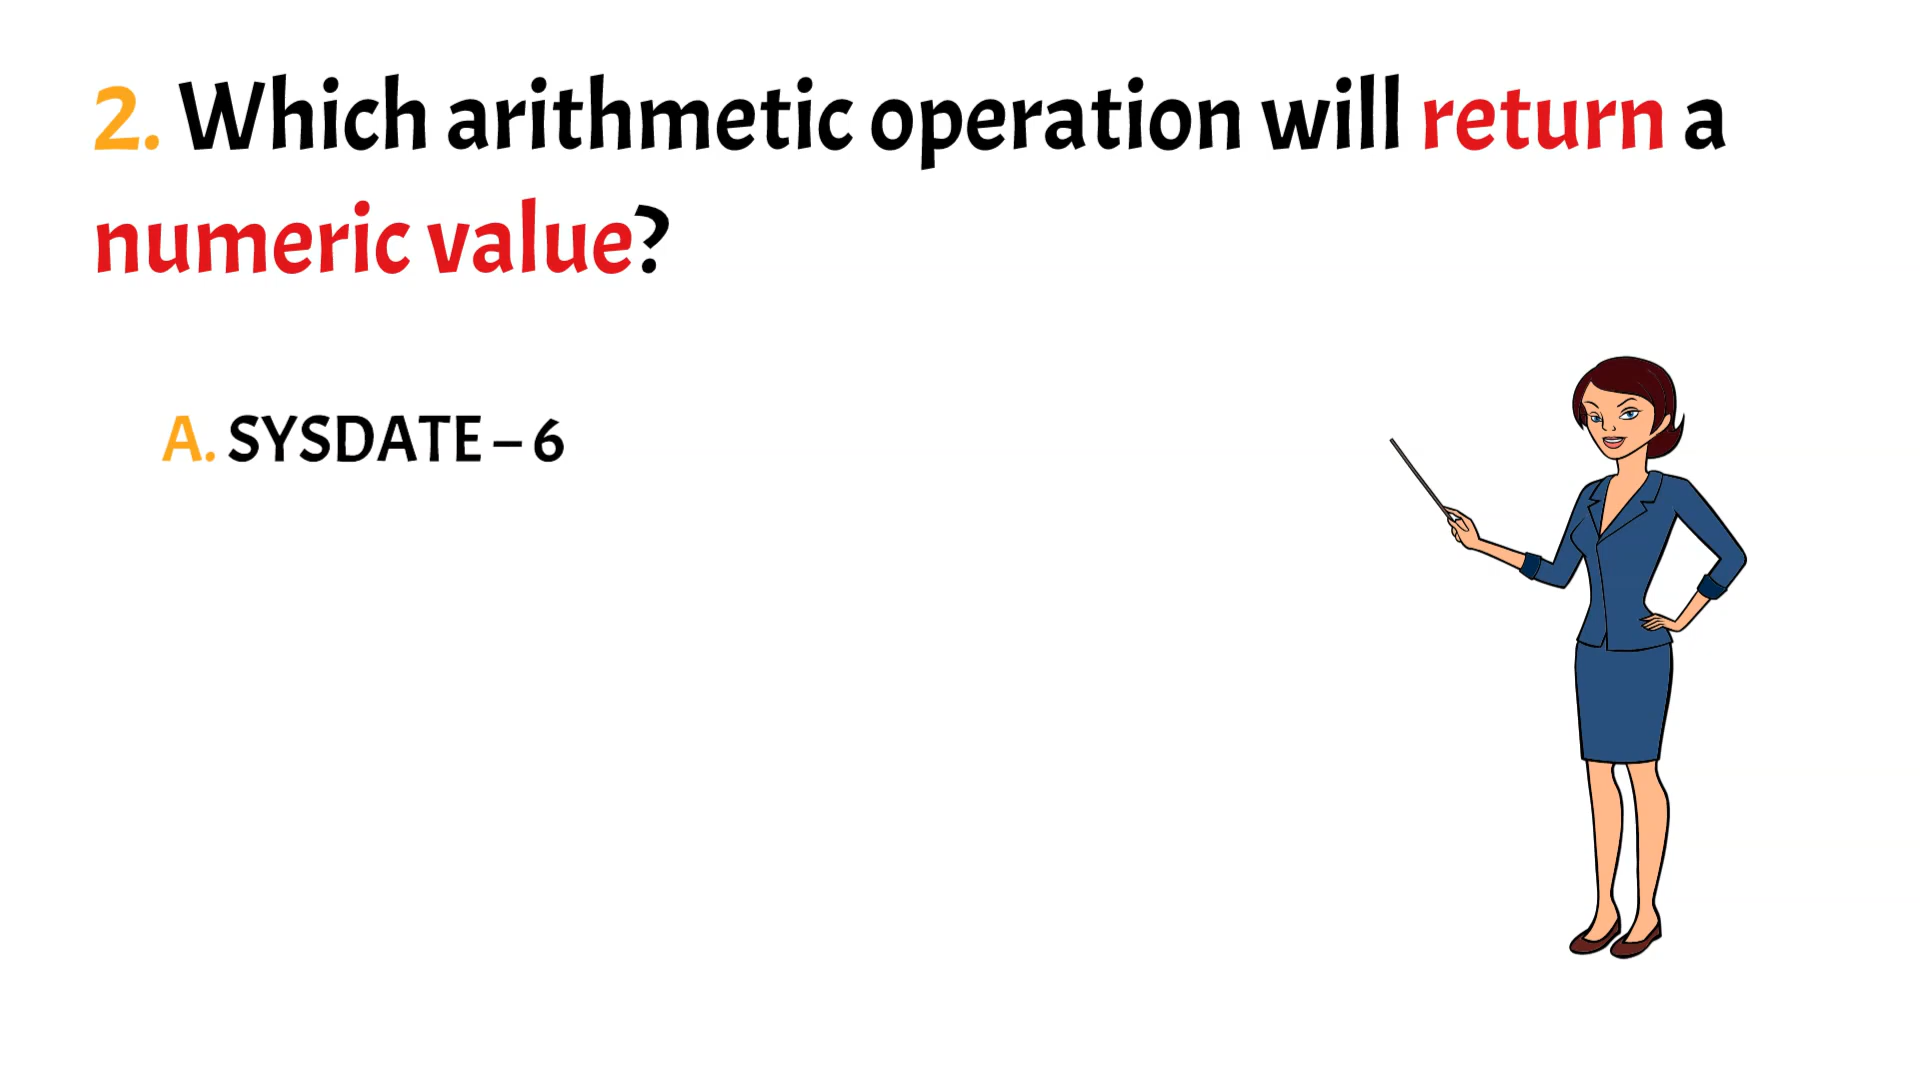 2. Which arithmetic operation will return a
numeric value?
A. SYSDATE – 6